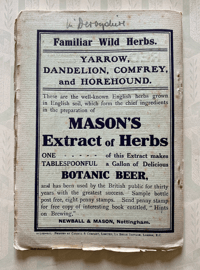 in Derbyshire
Familiar Wild Herbs.
YARROW,
DANDELION, COMFREY,
and HOREHOUND.
These are the well-known English herbs grown
in English soil, which form the chief ingredients
in the preparation of
MASON'S
Extract of Herbs
ONE of this Extract makes
TABLESPOONFUL a Gallon of Delicious
BOTANIC BEER,
and has been used by the British public for thirty
years with the greatest success. Sample bottle
post free, eight penny stamps. Send penny stamp
for free copy of interesting book entitled "Hints
on Brewing."
NEWBALL & MASON, Nottingham.